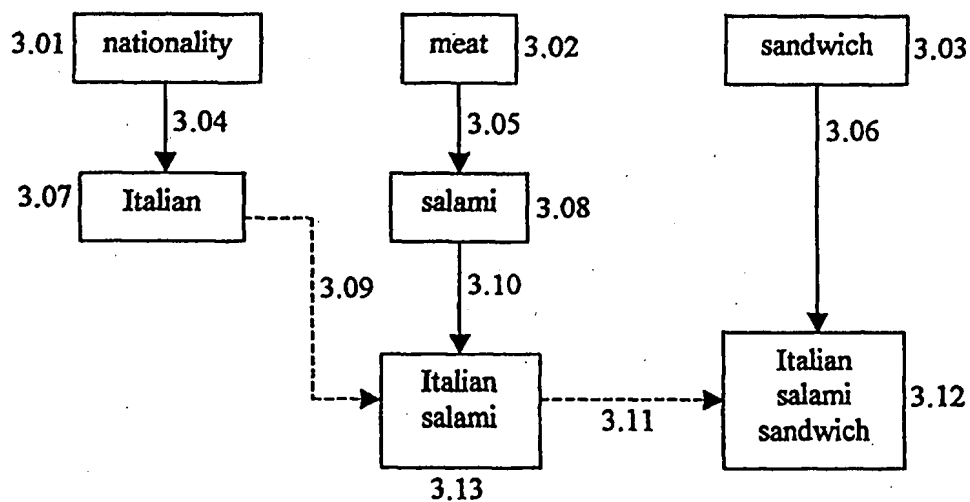 3.01 nationality meat 3.02 sandwich 3.03
3.04 3.05 3.06
3.07 Italian salami 3.08
3.09 3.10
Italian
salami
3.13
3.11
Italian
salami
sandwich
3.12